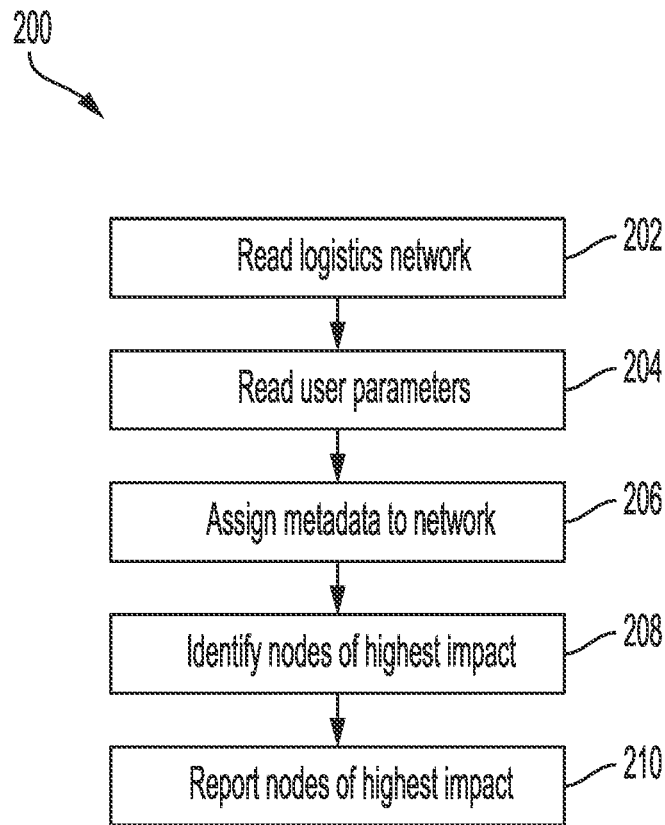 200
Read logistics network
202
Read user parameters
204
Assign metadata to network
206
Identify nodes of highest impact
208
Report nodes of highest impact
210